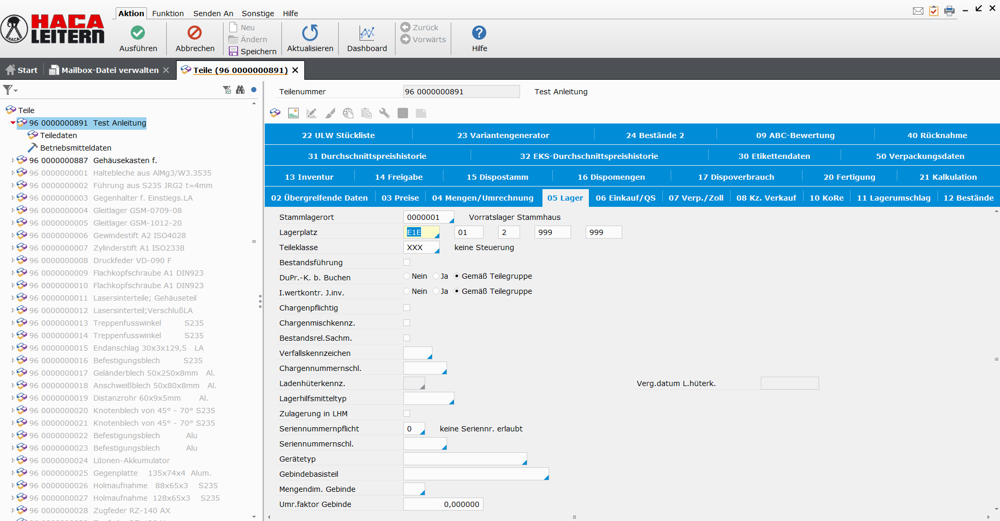 HACA
LEITERN
HACA
Aktion Funktion Senden An Sonstige Hilfe
Ausführen
Abbrechen
Neu
Ändern
Speichern
Aktualisieren
Dashboard
Zurück
Vorwärts
Hilfe
Start
Mailbox-Datei verwalten
Teile (96 0000000891)
Teile
96 0000000891 Test Anleitung
Teiledaten
Betriebsmitteldaten
96 0000000887 Gehäusekasten f.
96 0000000001 Haltebleche aus AlMg3/W3.3535
96 0000000002 Führung aus S235 JRG2 t=4mm
96 0000000003 Gegenhalter f. Einstiegs.LA
96 0000000004 Gleitlager GSM-0709-08
96 0000000005 Gleitlager GSM-1012-20
96 0000000006 Gewindestift A2 ISO4028
96 0000000007 Zylinderstift A1 ISO2338
96 0000000008 Druckfeder VD-090 F
96 0000000009 Flachkopfschraube A1 DIN923
96 0000000010 Flachkopfschraube A1 DIN923
96 0000000011 Lasersinterteile; Gehäuseteil
96 0000000012 Lasersinterteil;VerschlußLA
96 0000000013 Treppenfusswinkel S235
96 0000000014 Treppenfusswinkel S235
96 0000000015 Endanschlag 30x3x129,5 LA
96 0000000016 Befestigungsblech S235
96 0000000017 Geländerblech 50x250x8mm Al.
96 0000000018 Anschweißblech 50x80x8mm Al.
96 0000000019 Distanzrohr 60x9x5mm Al.
96 0000000020 Knotenblech von 45° - 70° S235
96 0000000021 Knotenblech von 45° - 70° S235
96 0000000022 Befestigungsblech Alu
96 0000000023 Befestigungsblech Alu
96 0000000024 LiIonen-Akkumulator
96 0000000025 Gegenplatte 135x74x4 Alum.
96 0000000026 Holmaufnahme 88x65x3 S235
96 0000000027 Holmaufnahme 128x65x3 S235
96 0000000028 Zugfeder RZ-140 AX
Teilenummer 96 0000000891 Test Anleitung
22 ULW Stückliste 23 Variantengenerator 24 Bestände 2 09 ABC-Bewertung 40 Rücknahme
31 Durchschnittspreishistorie 32 EKS-Durchschnittspreishistorie 30 Etikettendaten 50 Verpackungsdaten
13 Inventur 14 Freigabe 15 Dispostamm 16 Dispomengen 17 Dispoverbrauch 20 Fertigung 21 Kalkulation
02 Übergreifende Daten 03 Preise 04 Mengen/Umrechnung 05 Lager 06 Einkauf/QS 07 Verp./Zoll 08 Kz. Verkauf 10 KoRe 11 Lagerumschlag 12 Bestände
Stammlagerort 0000001 Vorratslager Stammhaus
Lagerplatz E1E 01 2 999 999
Teileklasse XXX keine Steuerung
Bestandsführung
DuPr.-K. b. Buchen Nein Ja Gemäß Teilegruppe
I.wertkontr. J.inv. Nein Ja Gemäß Teilegruppe
Chargenpflichtig
Chargenmischkennz.
Bestandsrel.Sachm.
Verfallskennzeichen
Chargennummernschl.
Ladenhüterkennz. Verg.datum L.hüterk.
Lagerhilfsmitteltyp
Zulagerung in LHM
Seriennummernpflicht 0 keine Seriennr. erlaubt
Seriennummernschl.
Gerätetyp
Gebindebasisteil
Mengendim. Gebinde
Umr.faktor Gebinde 0,000000